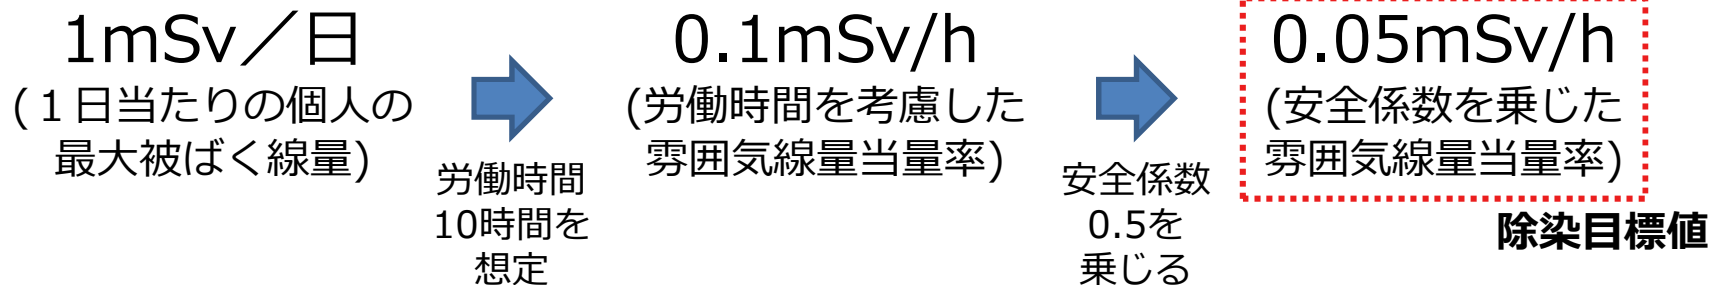 1mSv／日
(１日当たりの個人の
最大被ばく線量)
労働時間
10時間を
想定
0.1mSv/h
(労働時間を考慮した
雰囲気線量当量率)
安全係数
0.5を
乗じる
0.05mSv/h
(安全係数を乗じた
雰囲気線量当量率)
除染目標値